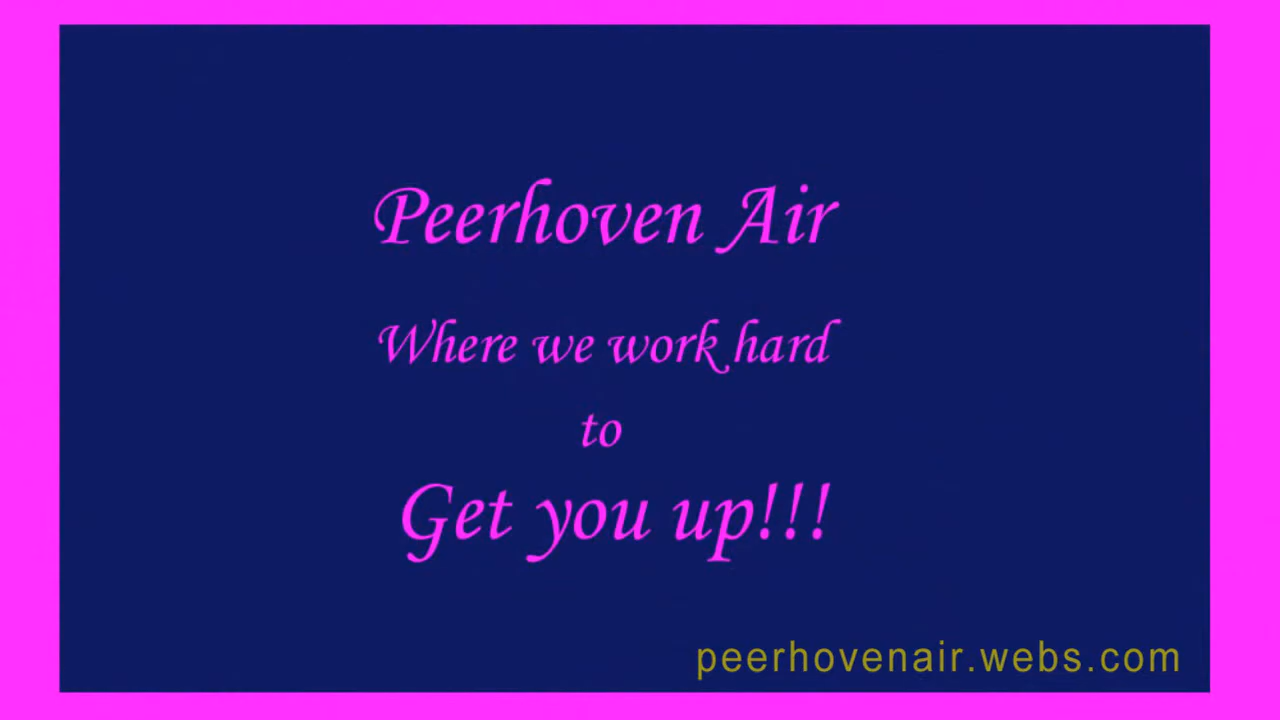 Peerhoven Air
Where we work hard
to
Get you up!!!
peerhovenair.webs.com